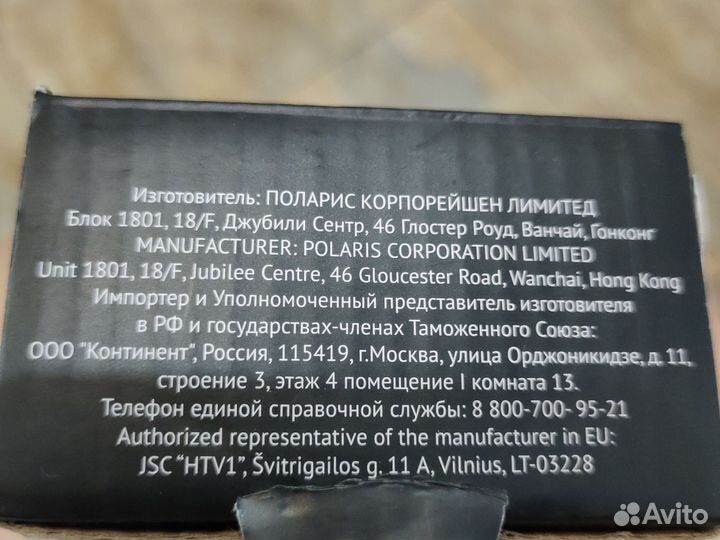 Изготовитель: ПОЛАРИС КОРПОРЕЙШЕН ЛИМИТЕД
Блок 1801, 18/F, Джубили Сентр, 46 Глостер Роуд, Ванчай, Гонконг
MANUFACTURER: POLARIS CORPORATION LIMITED
Unit 1801, 18/F, Jubilee Centre, 46 Gloucester Road, Wanchai, Hong Kong
Импортер и Уполномоченный представитель изготовителя
в РФ и государствах-членах Таможенного Союза:
ООО "Континент", Россия, 115419, г.Москва, улица Орджоникидзе, д. 11,
строение 3, этаж 4 помещение I комната 13.
Телефон единой справочной службы: 8 800-700- 95-21
Authorized representative of the manufacturer in EU:
JSC “HTV1”, Švitrigailos g. 11 A, Vilnius, LT-03228
Avito